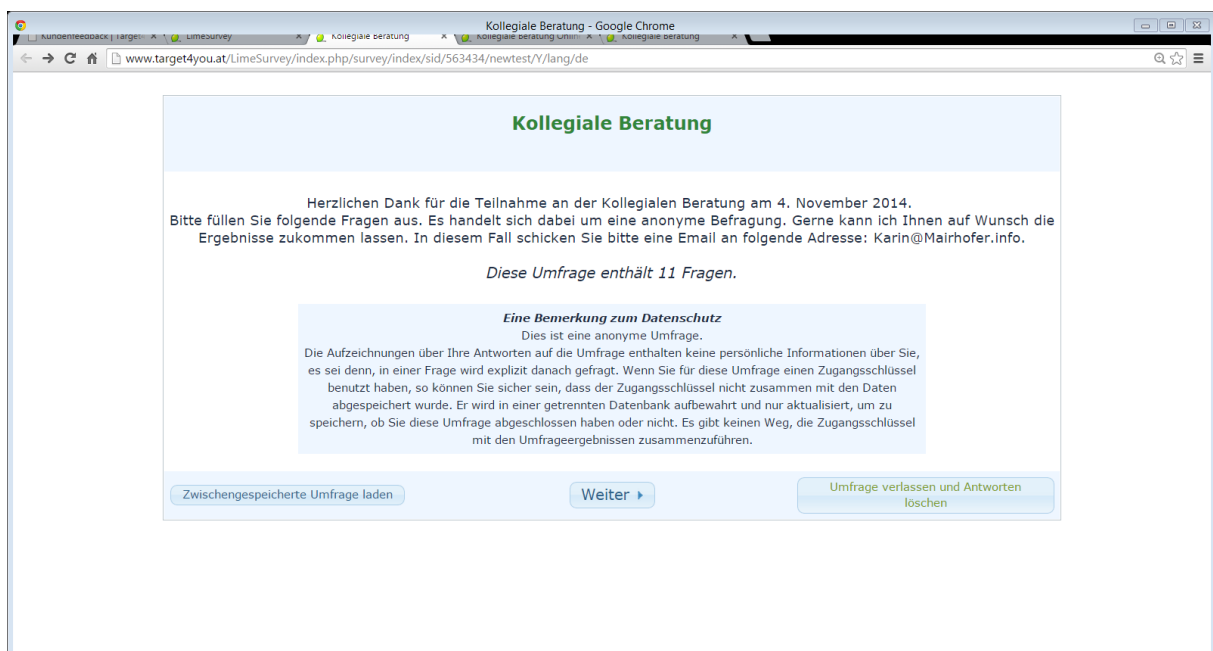 Kollegiale Beratung - Google Chrome
Kundenfeedback | Target- LimeSurvey Kollegiale Beratung Kollegiale Beratung Onlin Kollegiale Beratung
www.target4you.at/LimeSurvey/index.php/survey/index/sid/563434/newtest/Y/lang/de
Kollegiale Beratung
Herzlichen Dank für die Teilnahme an der Kollegialen Beratung am 4. November 2014.
Bitte füllen Sie folgende Fragen aus. Es handelt sich dabei um eine anonyme Befragung. Gerne kann ich Ihnen auf Wunsch die
Ergebnisse zukommen lassen. In diesem Fall schicken Sie bitte eine Email an folgende Adresse: Karin@Mairhofer.info.
Diese Umfrage enthält 11 Fragen.
Eine Bemerkung zum Datenschutz
Dies ist eine anonyme Umfrage.
Die Aufzeichnungen über Ihre Antworten auf die Umfrage enthalten keine persönliche Informationen über Sie,
es sei denn, in einer Frage wird explizit danach gefragt. Wenn Sie für diese Umfrage einen Zugangsschlüssel
benutzt haben, so können Sie sicher sein, dass der Zugangsschlüssel nicht zusammen mit den Daten
abgespeichert wurde. Er wird in einer getrennten Datenbank aufbewahrt und nur aktualisiert, um zu
speichern, ob Sie diese Umfrage abgeschlossen haben oder nicht. Es gibt keinen Weg, die Zugangsschlüssel
mit den Umfrageergebnissen zusammenzuführen.
Zwischengespeicherte Umfrage laden
Weiter
Umfrage verlassen und Antworten
löschen